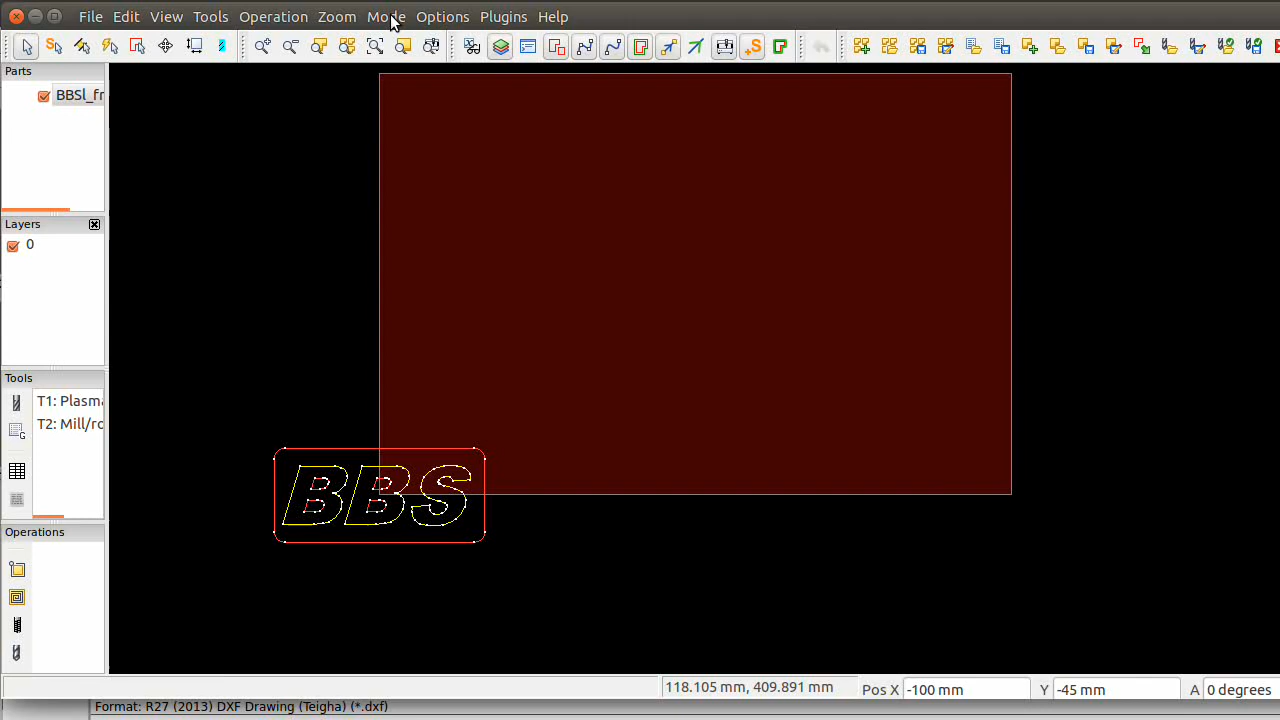 File Edit View Tools Operation Zoom Mode Options Plugins Help
Parts
BBSl_fr
Layers
0
Tools
T1: Plasma
T2: Mill/ro
Operations
BBS
118.105 mm, 409.891 mm Pos X -100 mm Y -45 mm A 0 degrees
Format: R27 (2013) DXF Drawing (Teigha) (*.dxf)